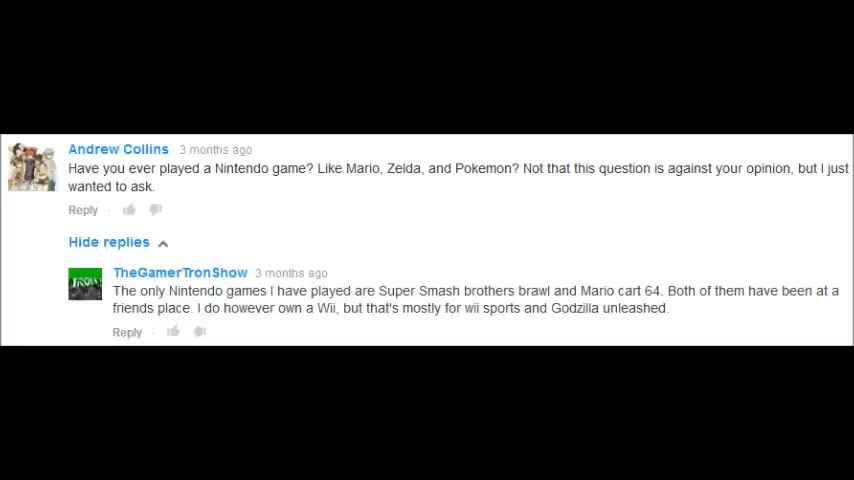 Andrew Collins 3 months ago
Have you ever played a Nintendo game? Like Mario, Zelda, and Pokemon? Not that this question is against your opinion, but I just
wanted to ask.
Reply
Hide replies
TRON
TheGamerTronShow 3 months ago
The only Nintendo games I have played are Super Smash brothers brawl and Mario cart 64. Both of them have been at a
friends place. I do however own a Wii, but that's mostly for wii sports and Godzilla unleashed.
Reply